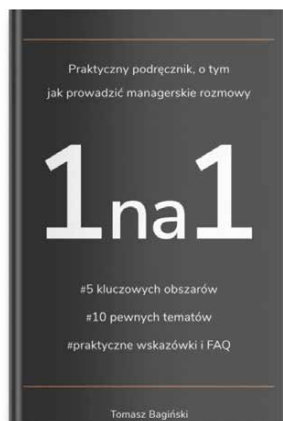 Praktyczny podręcznik, o tym
jak prowadzić managerskie rozmowy
1na1
#5 kluczowych obszarów
#10 pewnych tematów
#praktyczne wskazówki i FAQ
Tomasz Bagiński